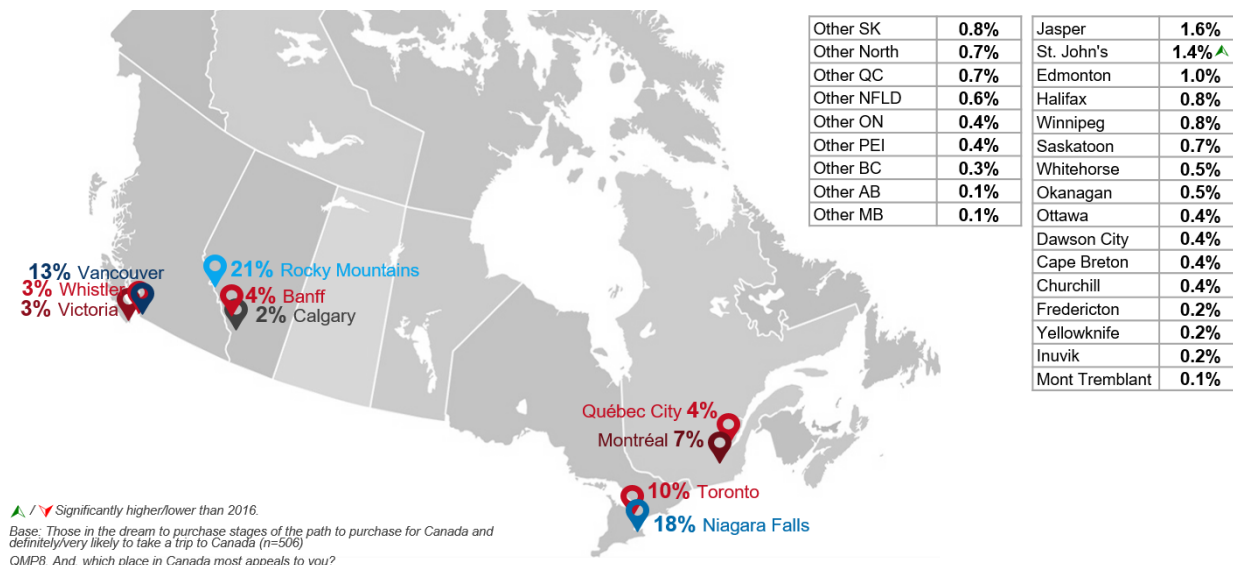 Other SK 0.8%
Other North 0.7%
Other QC 0.7%
Other NFLD 0.6%
Other ON 0.4%
Other PEI 0.4%
Other BC 0.3%
Other AB 0.1%
Other MB 0.1%
Jasper 1.6%
St. John's 1.4%
Edmonton 1.0%
Halifax 0.8%
Winnipeg 0.8%
Saskatoon 0.7%
Whitehorse 0.5%
Okanagan 0.5%
Ottawa 0.4%
Dawson City 0.4%
Cape Breton 0.4%
Churchill 0.4%
Fredericton 0.2%
Yellowknife 0.2%
Inuvik 0.2%
Mont Tremblant 0.1%
13% Vancouver
3% Whistler
3% Victoria
21% Rocky Mountains
4% Banff
2% Calgary
Québec City 4%
Montréal 7%
10% Toronto
18% Niagara Falls
/ Significantly higher/lower than 2016.
Base: Those in the dream to purchase stages of the path to purchase for Canada and
definitely/very likely to take a trip to Canada (n=506)
QMP8. And, which place in Canada most appeals to you?